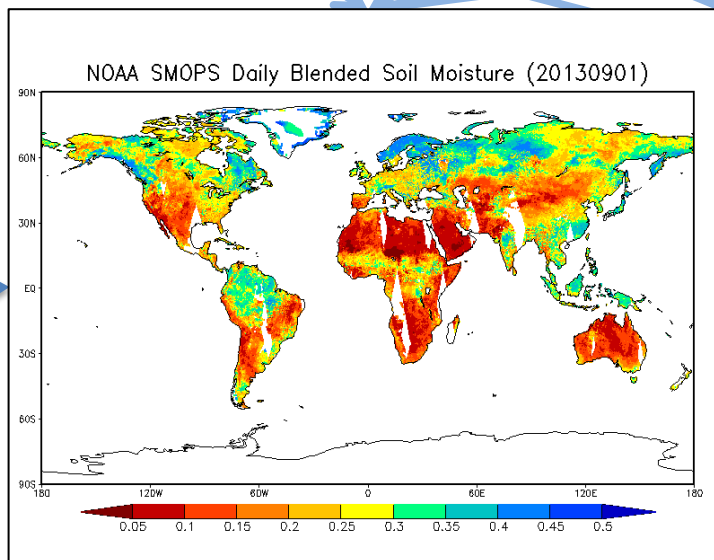 NOAA SMOPS Daily Blended Soil Moisture (20130901)
90N
60N
30N
EQ
30S
60S
90S
180 120W 60W 0 60E 120E 180
0.05 0.1 0.15 0.2 0.25 0.3 0.35 0.4 0.45 0.5